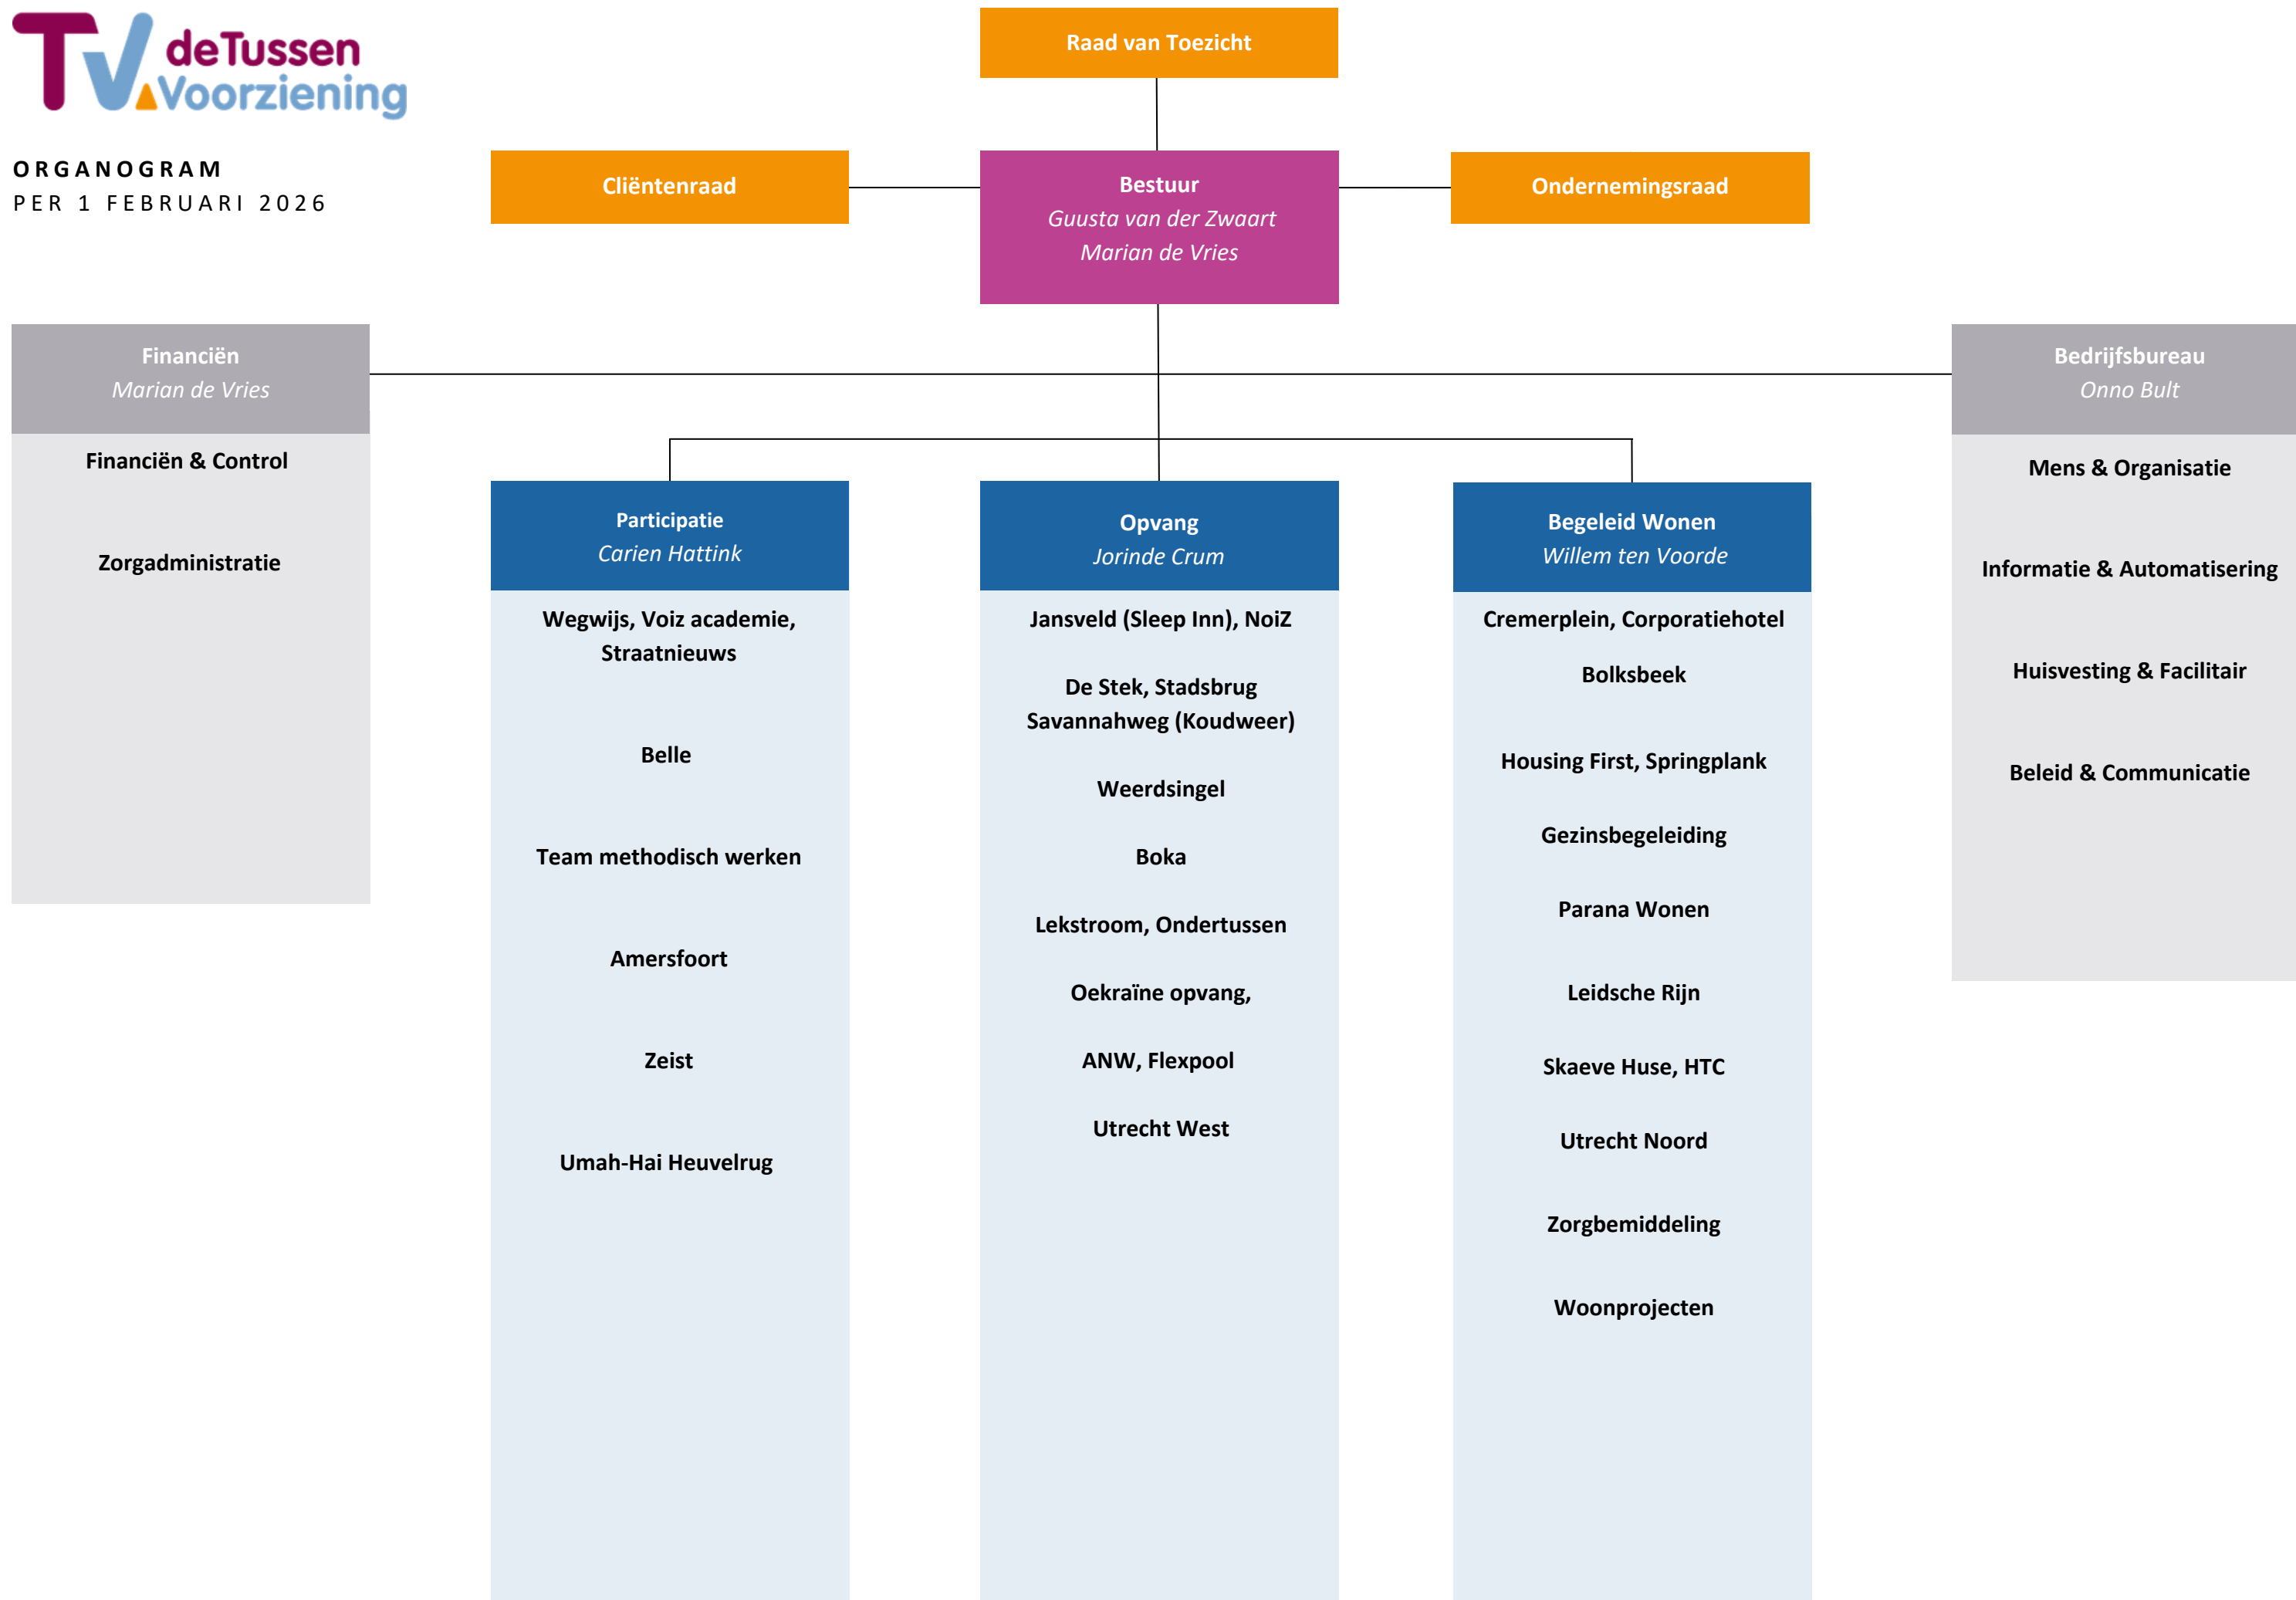 TV deTussen
Voorziening
ORGANOGRAM
PER 1 FEBRUARI 2026
Raad van Toezicht
Cliëntenraad
Bestuur
Guusta van der Zwaart
Marian de Vries
Ondernemingsraad
Financiën
Marian de Vries
Financiën & Control
Zorgadministratie
Participatie
Carien Hattink
Wegwijs, Voiz academie,
Straatnieuws
Belle
Team methodisch werken
Amersfoort
Zeist
Umah-Hai Heuvelrug
Opvang
Jorinde Crum
Jansveld (Sleep Inn), NoiZ
De Stek, Stadsbrug
Savannahweg (Koudweer)
Weerdsingel
Boka
Lekstroom, Ondertussen
Oekraïne opvang,
ANW, Flexpool
Utrecht West
Begeleid Wonen
Willem ten Voorde
Cremerplein, Corporatiehotel
Bolksbeek
Housing First, Springplank
Gezinsbegeleiding
Parana Wonen
Leidsche Rijn
Skaeve Huse, HTC
Utrecht Noord
Zorgbemiddeling
Woonprojecten
Bedrijfsbureau
Onno Bult
Mens & Organisatie
Informatie & Automatisering
Huisvesting & Facilitair
Beleid & Communicatie